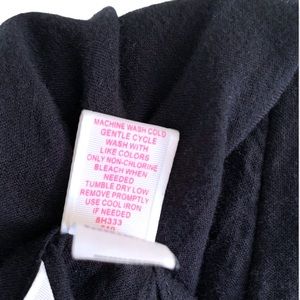 MACHINE WASH COLD
GENTLE CYCLE
WASH WITH
LIKE COLORS
ONLY NON-CHLORINE
BLEACH WHEN
NEEDED
TUMBLE DRY LOW
REMOVE PROMPTLY
USE COOL IRON
IF NEEDED
8H333